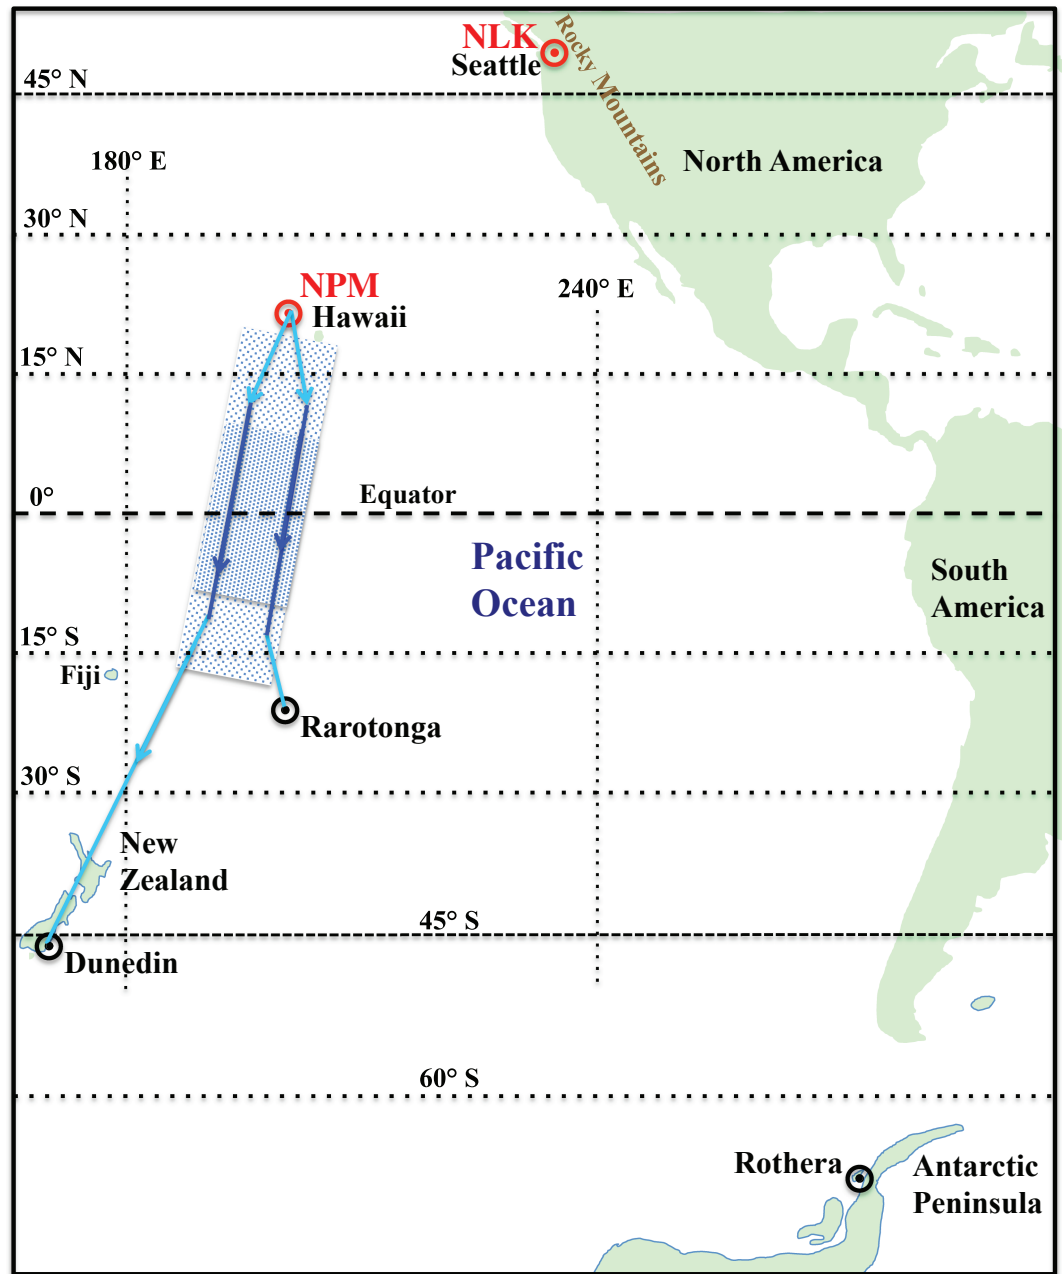 NLK
Seattle
Rocky Mountains
45° N
180° E
North America
30° N
NPM
Hawaii
240° E
15° N
0°
Equator
Pacific
Ocean
South
America
15° S
Fiji
Rarotonga
30° S
New
Zealand
45° S
Dunedin
60° S
Rothera
Antarctic
Peninsula